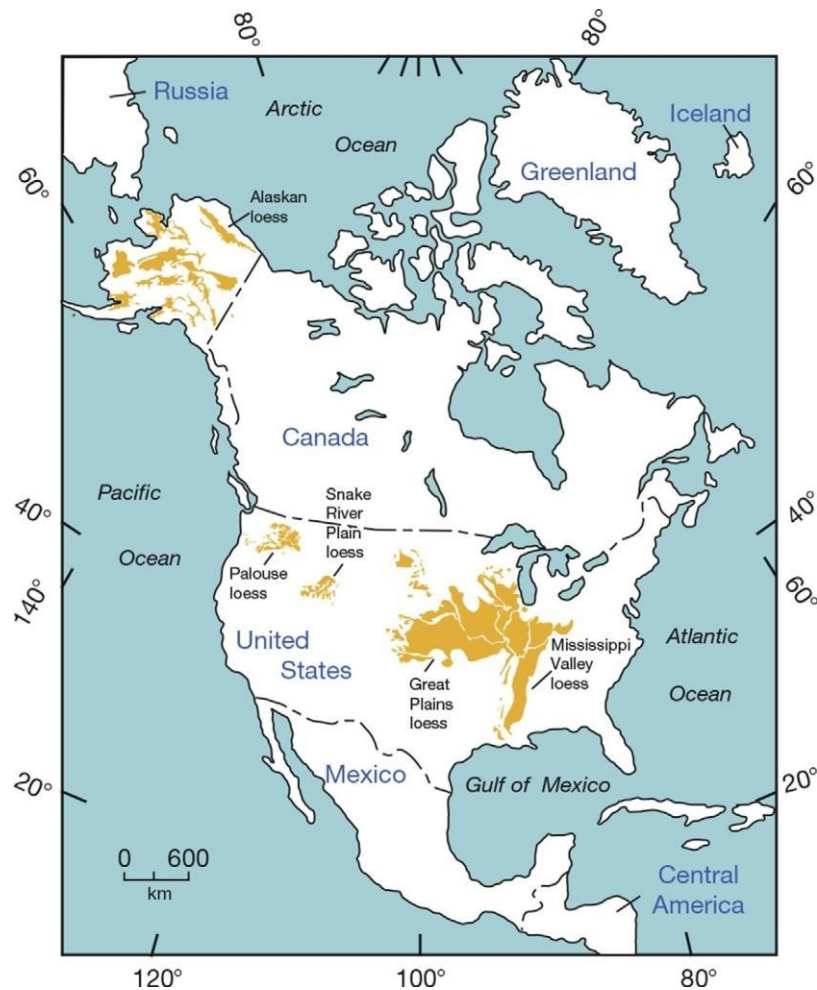 80°
80°
Russia
Arctic
Ocean
Iceland
Greenland
60°
60°
Alaskan
loess
Canada
Pacific
Ocean
Snake
River
Plain
loess
40°
40°
Palouse
loess
140°
60°
United
States
Great
Plains
loess
Mississippi
Valley
loess
Atlantic
Ocean
Mexico
Gulf of Mexico
20°
20°
0 600
km
Central
America
120°
100°
80°